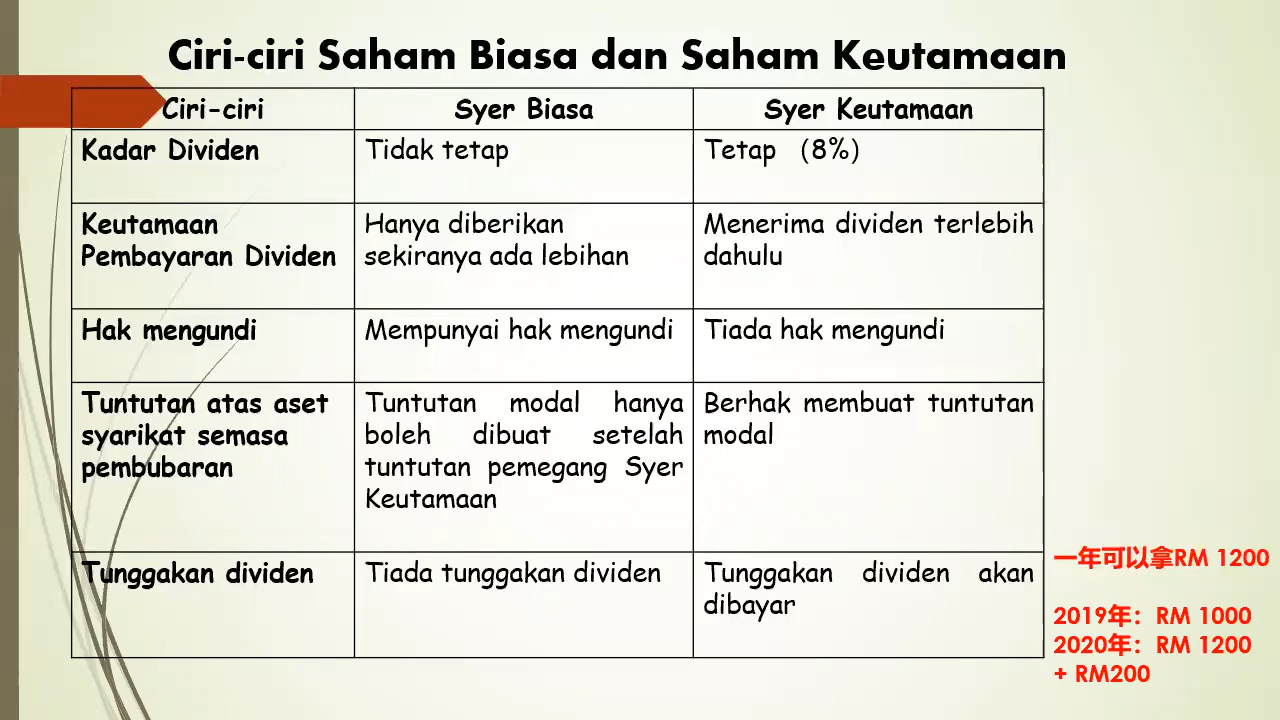 Ciri-ciri Saham Biasa dan Saham Keutamaan
Ciri-ciri
Syer Biasa
Syer Keutamaan
Kadar Dividen
Tidak tetap
Tetap (8%)
Keutamaan
Pembayaran Dividen
Hanya diberikan
sekiranya ada lebihan
Menerima dividen terlebih
dahulu
Hak mengundi
Mempunyai hak mengundi
Tiada hak mengundi
Tuntutan atas aset
syarikat semasa
pembubaran
Tuntutan modal hanya
boleh dibuat setelah
tuntutan pemegang Syer
Keutamaan
Berhak membuat tuntutan
modal
Tunggakan dividen
Tiada tunggakan dividen
Tunggakan dividen akan
dibayar
一年可以拿RM 1200
2019年：RM 1000
2020年：RM 1200
+ RM200